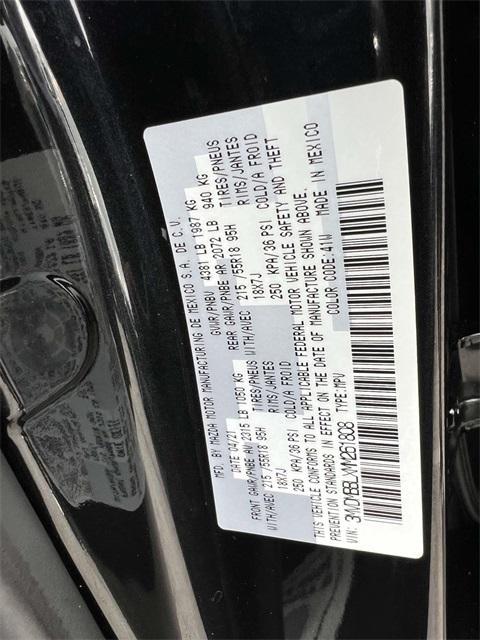 MFD. BY MAZDA MOTOR MANUFACTURING DE MEXICO S.A. DE C.V.
DATE 04/21 GVWR/PNBV 4381 LB 1987 KG
FRONT GAWR/PNBE AV 2315 LB 1050 KG REAR GAWR/PNBE AR 2072 LB 940 KG
WITH/AVEC 215/55R18 95H TIRES/PNEUS WITH/AVEC 215/55R18 95H TIRES/PNEUS
18X7J RIMS/JANTES 18X7J RIMS/JANTES
250 KPA/36 PSI COLD/A FROID 250 KPA/36 PSI COLD/A FROID
THIS VEHICLE CONFORMS TO ALL APPLICABLE FEDERAL MOTOR VEHICLE SAFETY AND THEFT
PREVENTION STANDARDS IN EFFECT ON THE DATE OF MANUFACTURE SHOWN ABOVE.
VIN: 3MVDMBBLXMM261808 TYPE:MPV COLOR CODE:41W MADE IN MEXICO